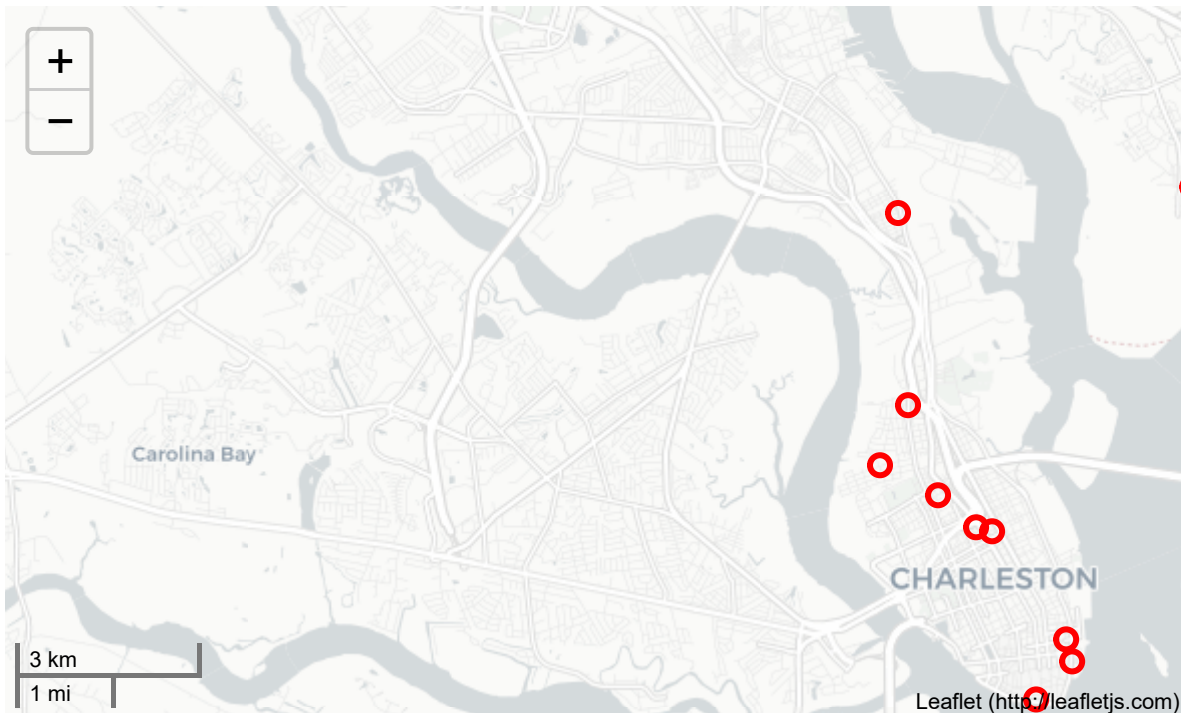 +
−
Carolina Bay
CHARLESTON
3 km
1 mi
Leaflet (http://leafletjs.com)